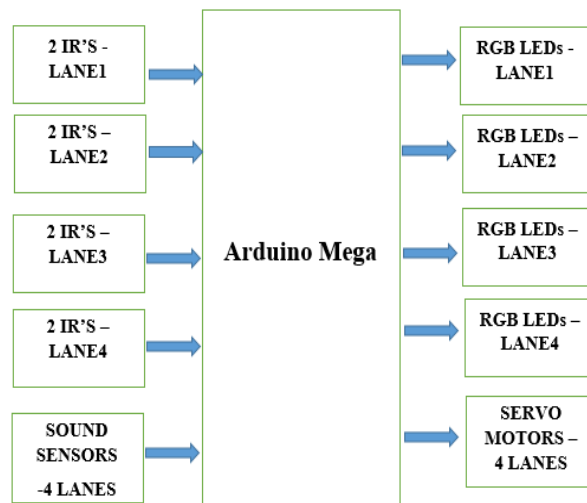 2 IR'S -
LANE1
2 IR'S –
LANE2
2 IR'S –
LANE3
2 IR'S –
LANE4
SOUND
SENSORS
-4 LANES
Arduino Mega
RGB LEDs -
LANE1
RGB LEDs –
LANE2
RGB LEDs –
LANE3
RGB LEDs –
LANE4
SERVO
MOTORS –
4 LANES